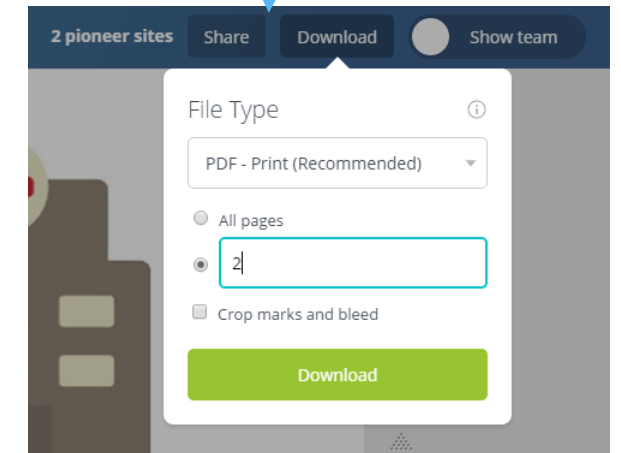 2 pioneer sites Share Download Show team
File Type
PDF - Print (Recommended)
All pages
2
Crop marks and bleed
Download